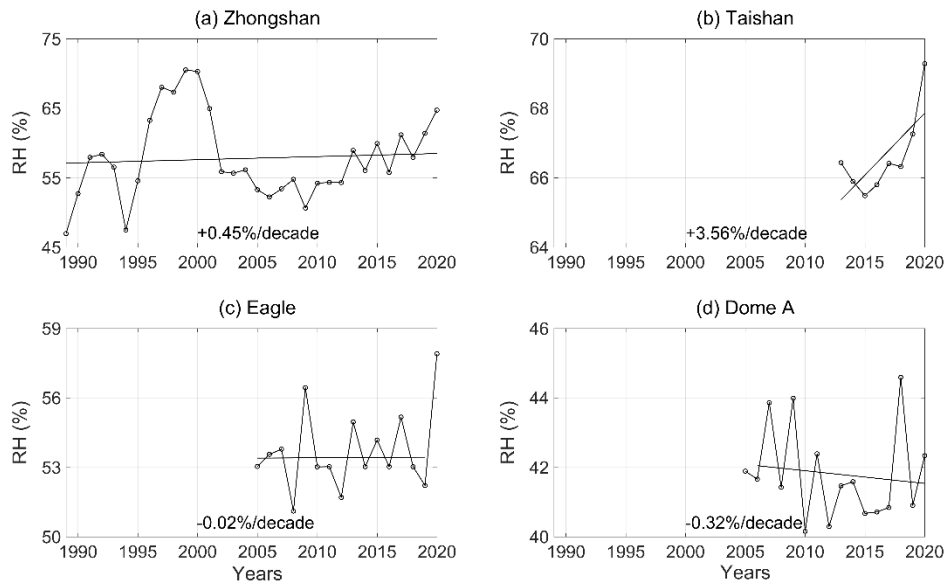 (a) Zhongshan
75
65
55
45
RH (%)
+0.45%/decade
1990 1995 2000 2005 2010 2015 2020
(b) Taishan
70
68
66
64
RH (%)
+3.56%/decade
1990 1995 2000 2005 2010 2015 2020
(c) Eagle
59
56
53
50
RH (%)
-0.02%/decade
1990 1995 2000 2005 2010 2015 2020
Years
(d) Dome A
46
44
42
40
RH (%)
-0.32%/decade
1990 1995 2000 2005 2010 2015 2020
Years